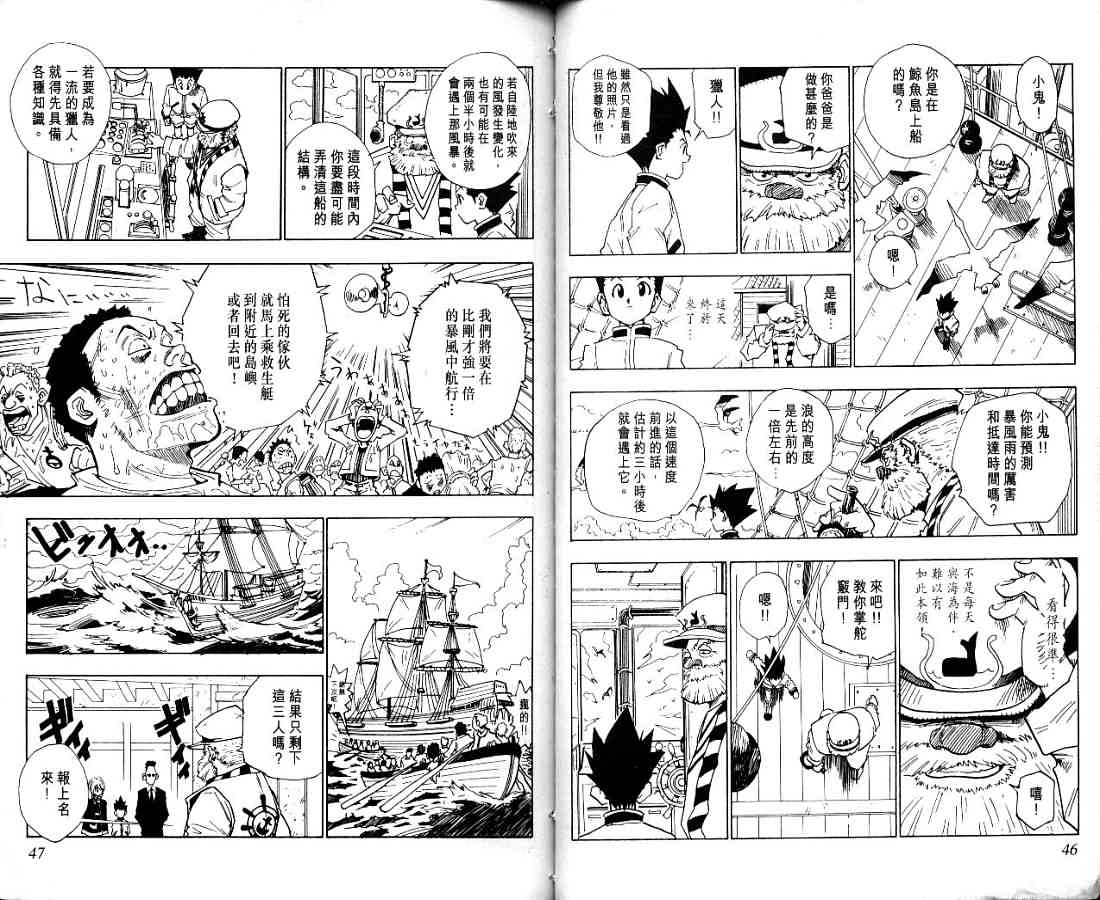 小鬼！
你是在
鯨魚島上船
的嗎？
嗯！
你爸爸是
做甚麼的？
獵人！！
雖然只是看過
他的照片，
但我尊敬他！！
是嗎…
這天
終於
來了…
小鬼！！
你能預測
暴風雨的厲害
和抵達時間嗎？
浪的高度
是先前的
一倍左右…
以這個速度
前進的話，
估計約三小時後
就會遇上它。
看得很準…
不是每天
與海為伴，
難以有
如此本領！
嘻！
來吧！！
教你掌舵
竅門！
嗯！！
46
若自陸地吹來
的風發生變化，
也有可能在
兩個半小時後就
會遇上那風暴。
這段時間內
你要盡可能
弄清這船的
結構。
若要成為
一流的獵人，
就得先具備
各種知識。
我們將要在
比剛才強一倍
的暴風中航行…
怕死的傢伙
就馬上乘救生艇
到附近的島嶼
或者回去吧！
なにい…
瘋的！！
ビュオオ‥
結果只剩下
這三人嗎？
報上名
來！
47